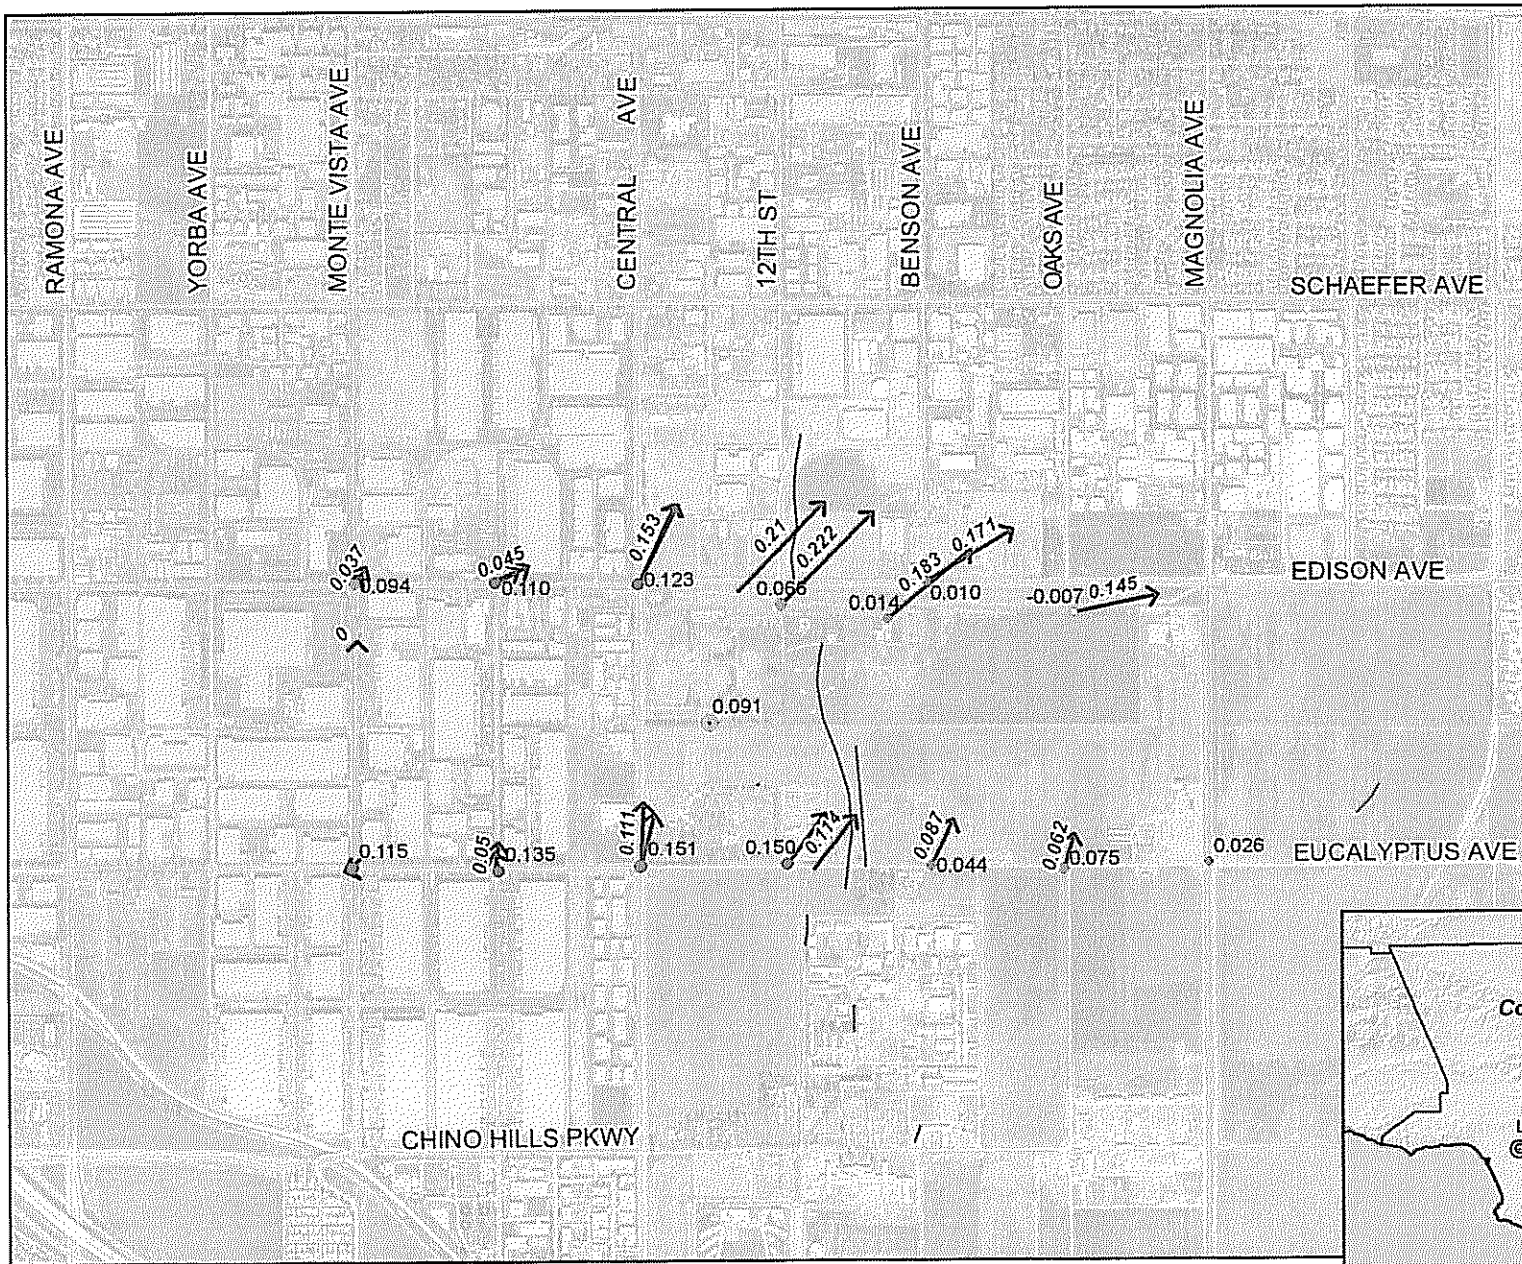 RAMONA AVE
YORBA AVE
MONTE VISTA AVE
CENTRAL AVE
12TH ST
BENSON AVE
OAKS AVE
MAGNOLIA AVE
SCHAEFER AVE
0.153
0.21
0.222
0.171
0.183
0.037
0.094
0.045
0.110
0.123
0.066
0.014
0.010
-0.007
0.145
EDISON AVE
0
0.091
0.115
0.05
0.135
0.111
0.151
0.150
0.114
0.087
0.044
0.062
0.075
0.026
EUCALYPTUS AVE
CHINO HILLS PKWY